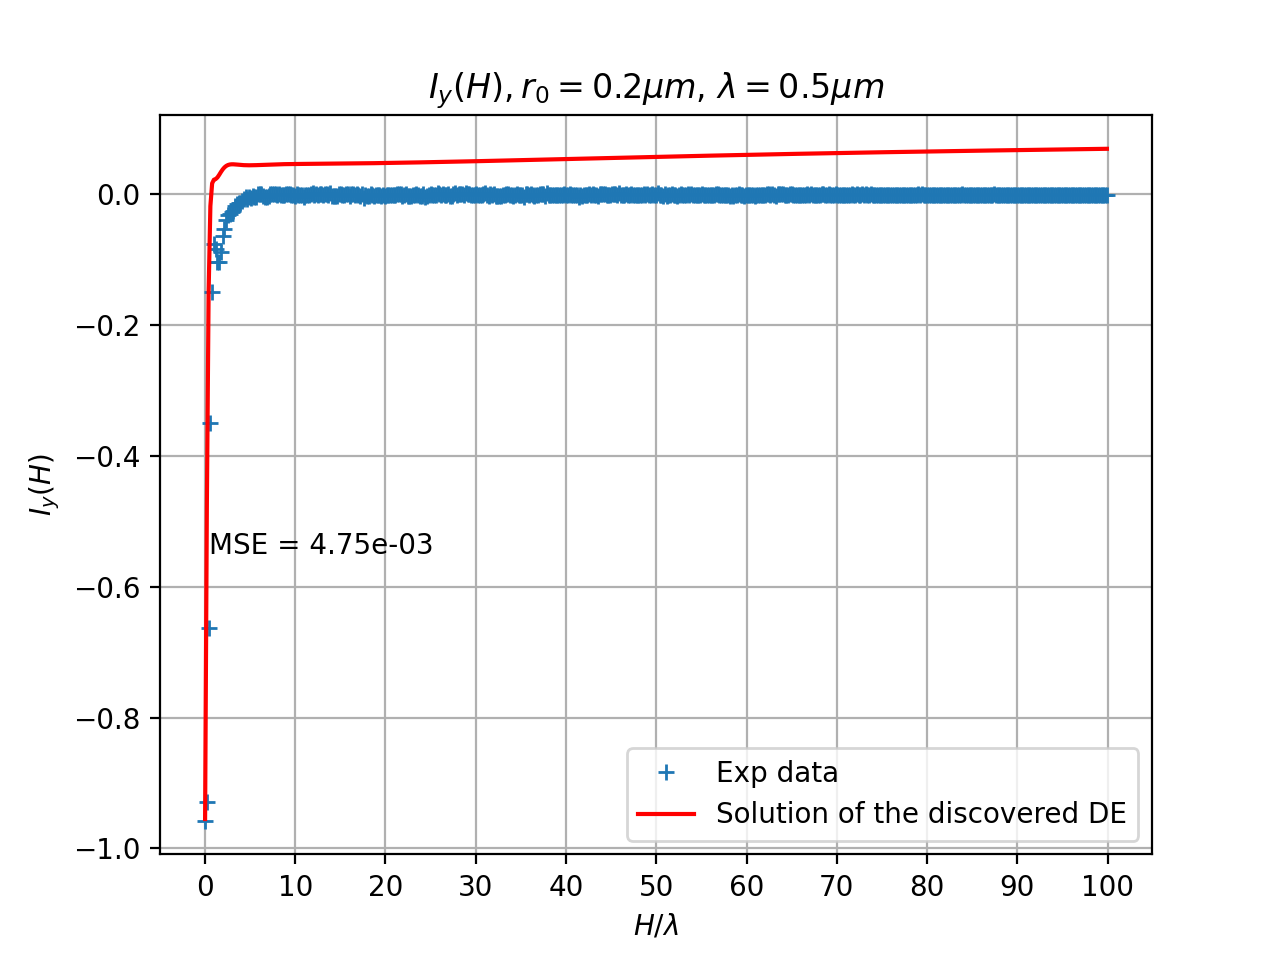 I_y(H), r_0 = 0.2μm, λ = 0.5μm
0.0
−0.2
−0.4
−0.6
−0.8
−1.0
I_y(H)
MSE = 4.75e-03
Exp data
Solution of the discovered DE
0 10 20 30 40 50 60 70 80 90 100
H/λ